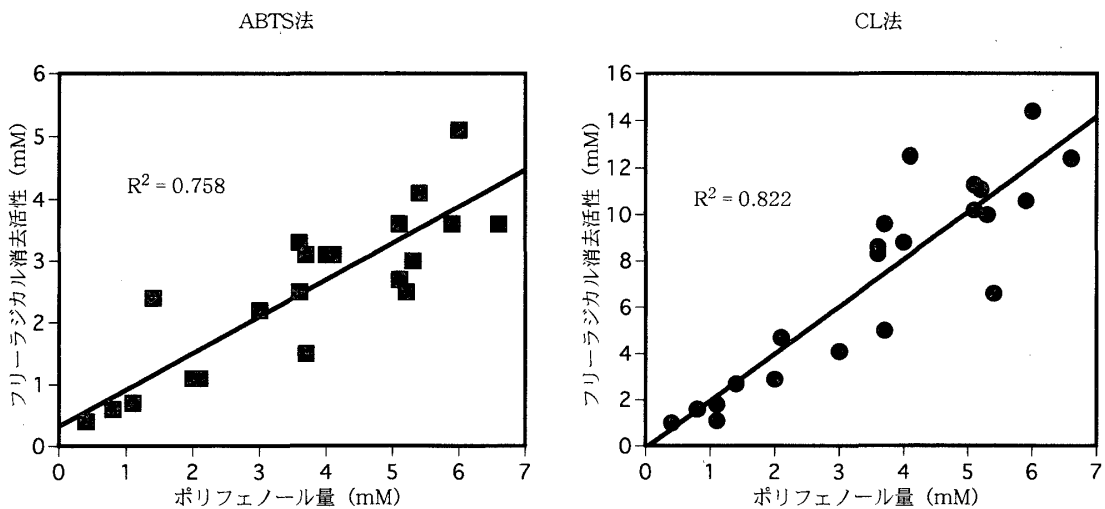 ABTS法
フリーラジカル消去活性 (mM)
6
5
4
3
2
1
0
R² = 0.758
0 1 2 3 4 5 6 7
ポリフェノール量 (mM)
CL法
フリーラジカル消去活性 (mM)
16
14
12
10
8
6
4
2
0
R² = 0.822
0 1 2 3 4 5 6 7
ポリフェノール量 (mM)